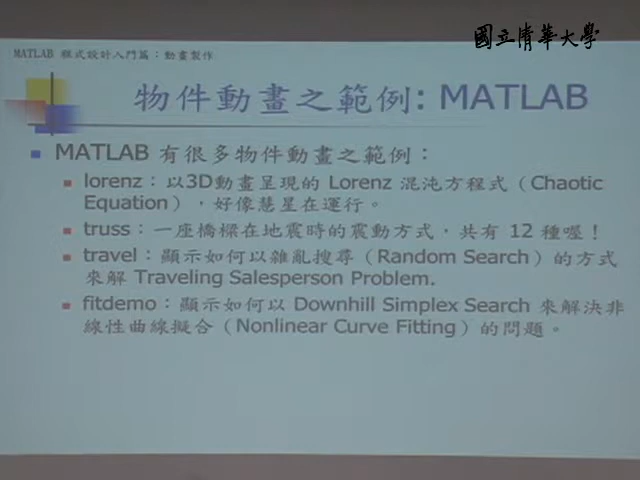 國立清華大學
MATLAB 程式設計入門篇：動畫製作
物件動畫之範例: MATLAB
MATLAB 有很多物件動畫之範例：
lorenz：以3D動畫呈現的 Lorenz 混沌方程式（Chaotic
Equation），好像慧星在運行。
truss：一座橋樑在地震時的震動方式，共有 12 種喔！
travel：顯示如何以雜亂搜尋（Random Search）的方式
來解 Traveling Salesperson Problem.
fitdemo：顯示如何以 Downhill Simplex Search 來解決非
線性曲線擬合（Nonlinear Curve Fitting）的問題。